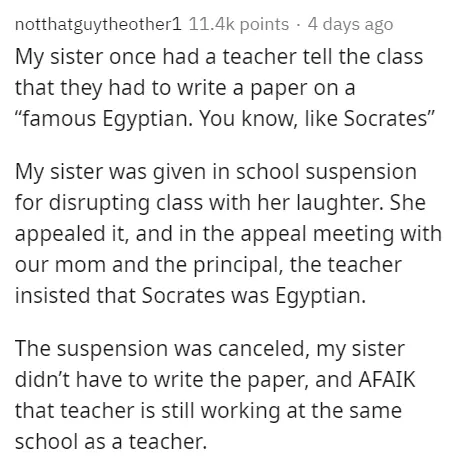 notthatguytheother1 11.4k points · 4 days ago
My sister once had a teacher tell the class
that they had to write a paper on a
“famous Egyptian. You know, like Socrates”
My sister was given in school suspension
for disrupting class with her laughter. She
appealed it, and in the appeal meeting with
our mom and the principal, the teacher
insisted that Socrates was Egyptian.
The suspension was canceled, my sister
didn’t have to write the paper, and AFAIK
that teacher is still working at the same
school as a teacher.